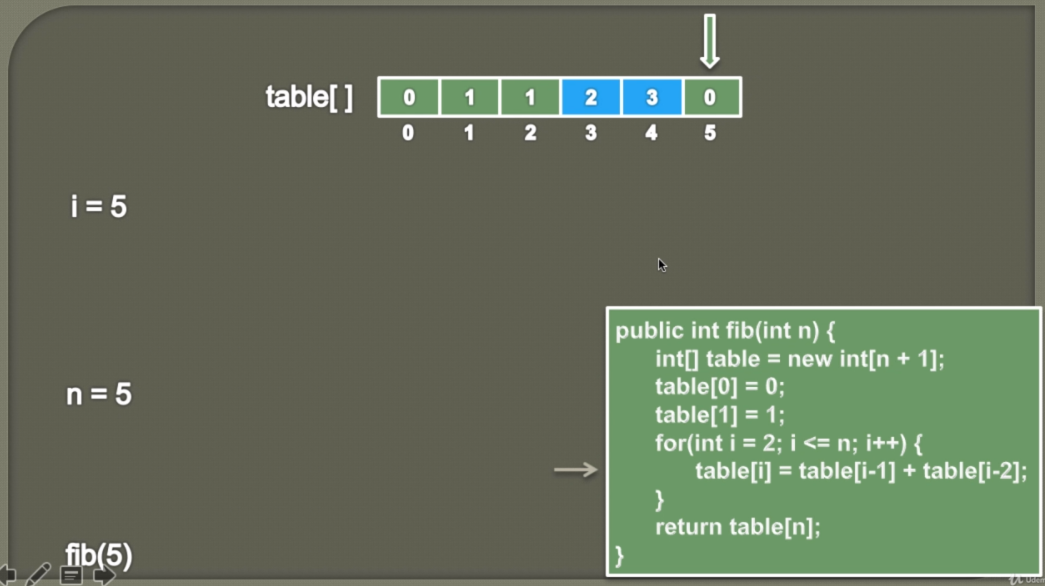 table[ ] 0 1 1 2 3 0
0 1 2 3 4 5
i = 5
n = 5
fib(5)
public int fib(int n) {
int[] table = new int[n + 1];
table[0] = 0;
table[1] = 1;
for(int i = 2; i <= n; i++) {
table[i] = table[i-1] + table[i-2];
}
return table[n];
}